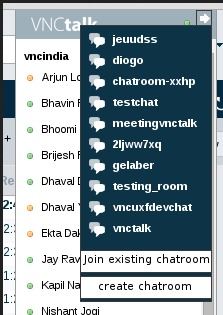 VNCtalk
vncindia
Arjun
Bhavin
Bhoomi
Brijesh
Dhaval
Dhaval
Ekta Dak
Jay Rav
Kapil Na
Nishant Jogi
jeuudss
diogo
chatroom-xxhp
testchat
meetingvnctalk
2ljww7xq
gelaber
testing_room
vncuxfdevchat
vnctalk
Join existing chatroom
create chatroom